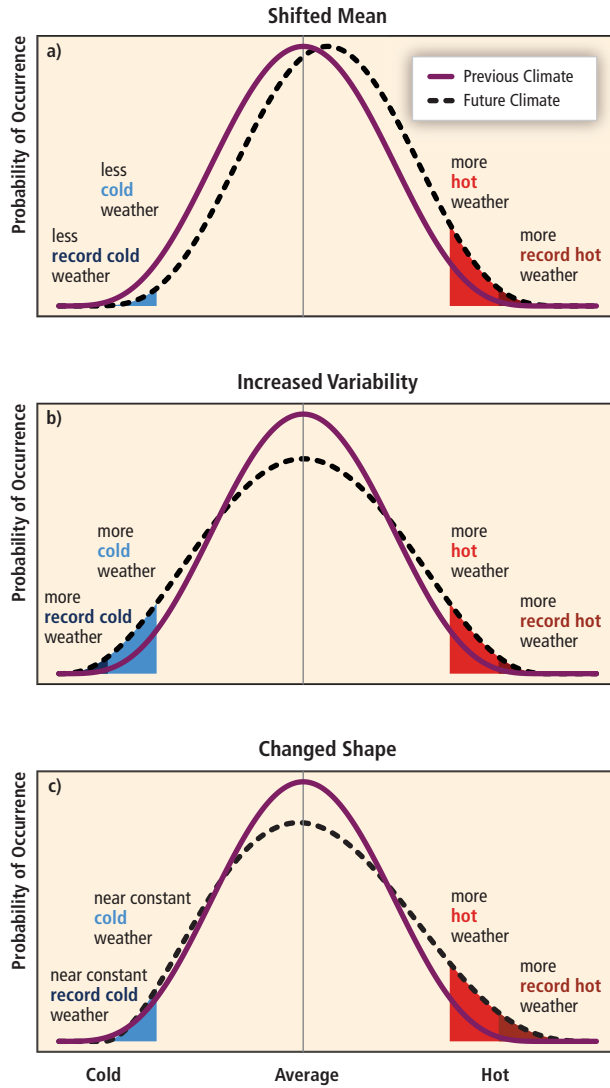 Shifted Mean
a)
Probability of Occurrence
Previous Climate
Future Climate
less
cold
weather
less
record cold
weather
more
hot
weather
more
record hot
weather
Increased Variability
b)
Probability of Occurrence
more
cold
weather
more
record cold
weather
more
hot
weather
more
record hot
weather
Changed Shape
c)
Probability of Occurrence
near constant
cold
weather
near constant
record cold
weather
more
hot
weather
more
record hot
weather
Cold Average Hot